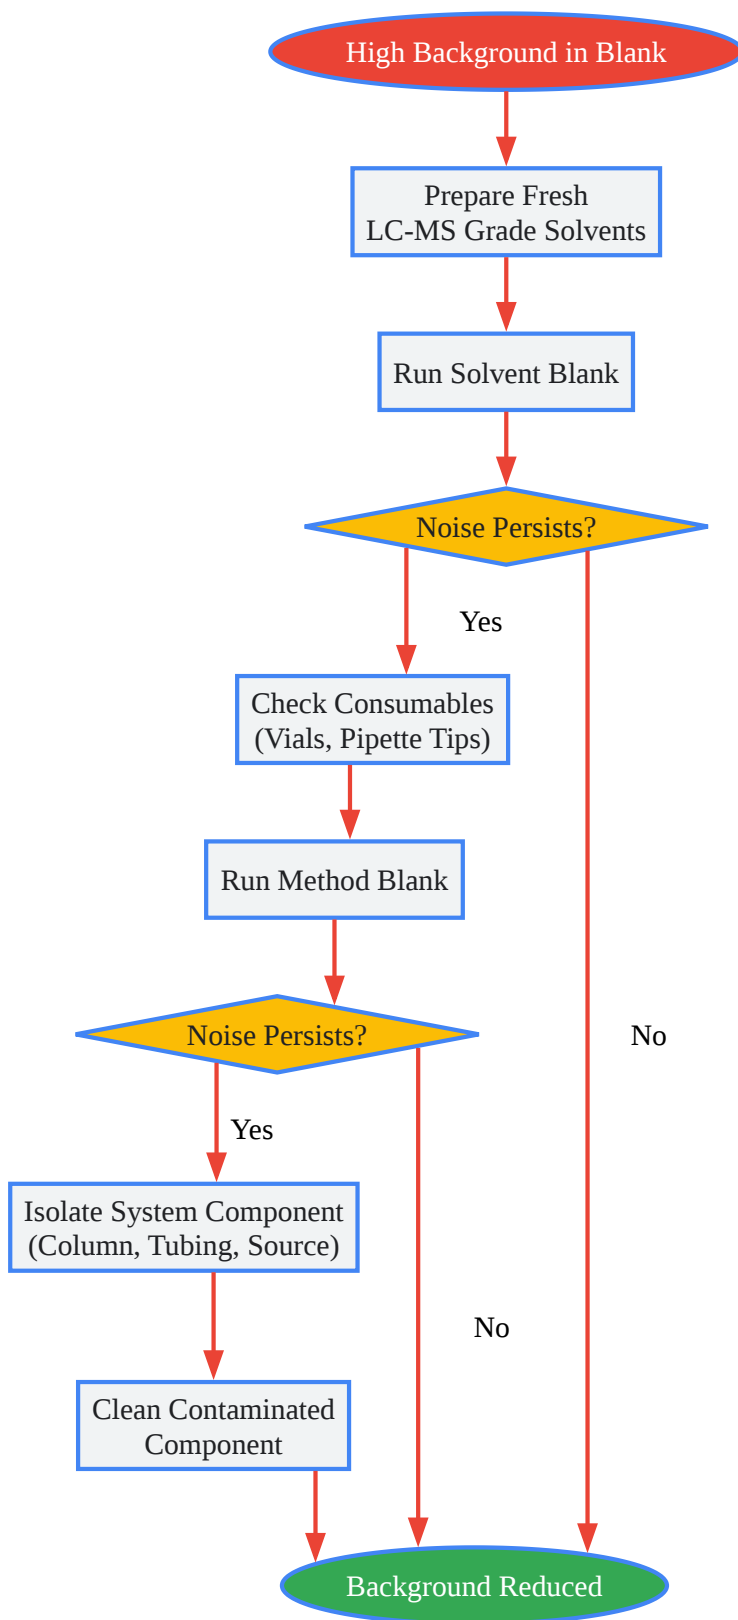 High Background in Blank
Prepare Fresh
LC-MS Grade Solvents
Run Solvent Blank
Noise Persists?
Yes
Check Consumables
(Vials, Pipette Tips)
Run Method Blank
Noise Persists?
No
Yes
Isolate System Component
(Column, Tubing, Source)
No
Clean Contaminated
Component
Background Reduced